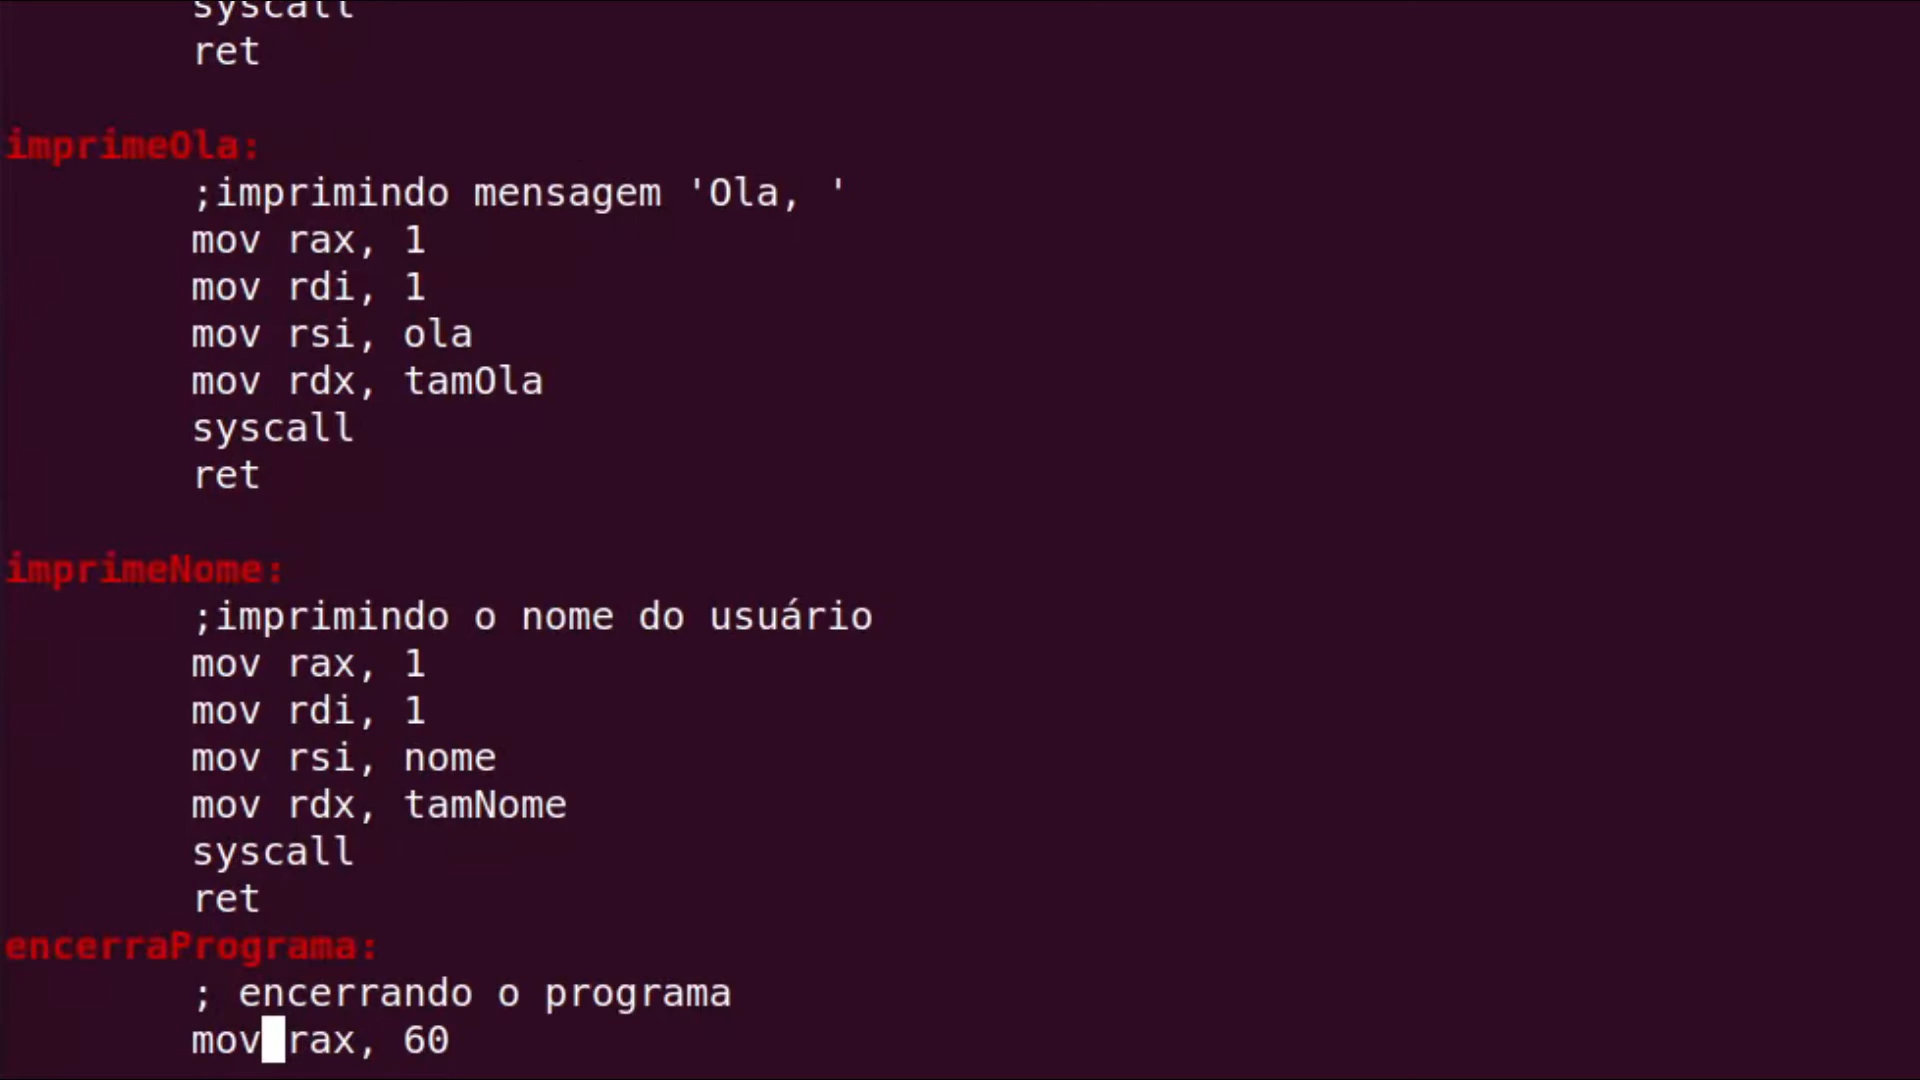 syscall
ret
imprimeOla:
;imprimindo mensagem 'Ola, '
mov rax, 1
mov rdi, 1
mov rsi, ola
mov rdx, tamOla
syscall
ret
imprimeNome:
;imprimindo o nome do usuário
mov rax, 1
mov rdi, 1
mov rsi, nome
mov rdx, tamNome
syscall
ret
encerraPrograma:
; encerrando o programa
mov rax, 60